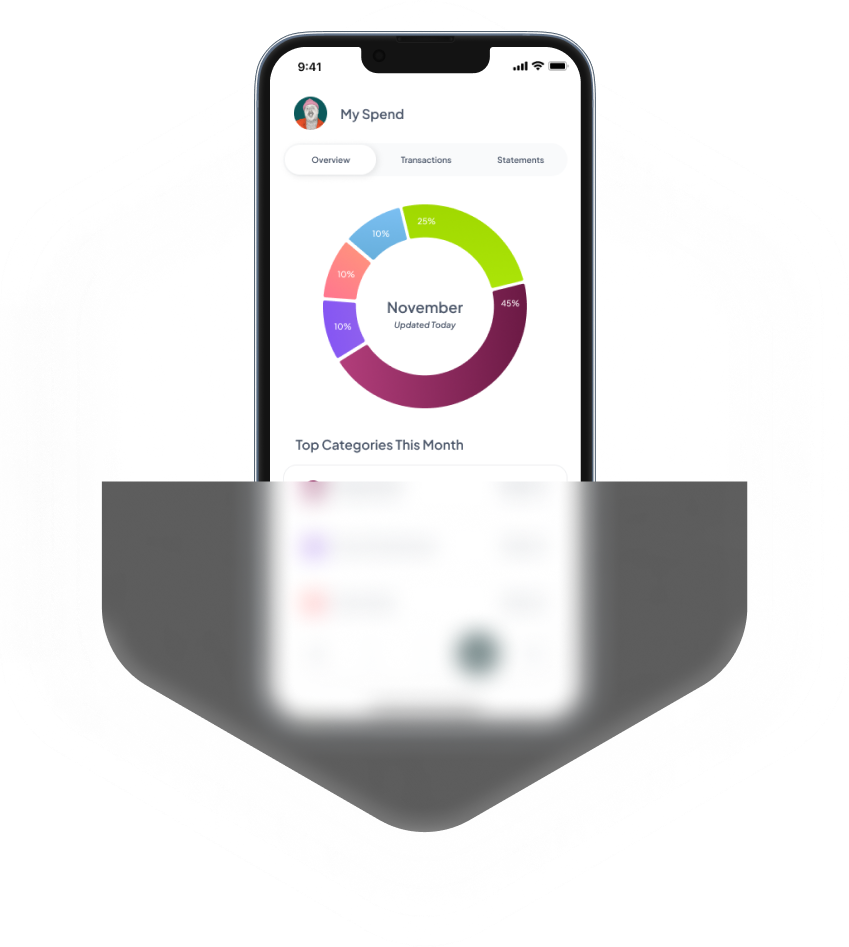 9:41
My Spend
Overview Transactions Statements
25%
10%
10%
45%
10%
November
Updated Today
Top Categories This Month